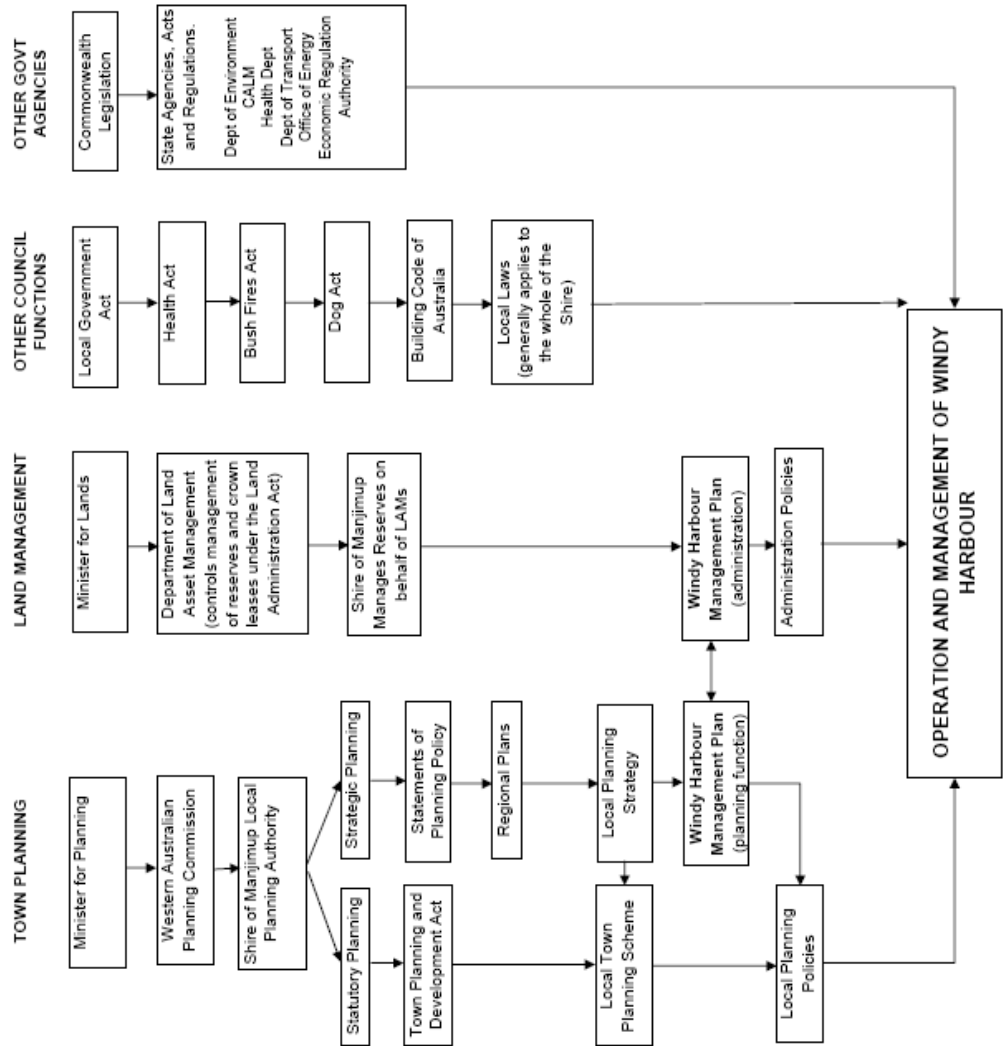 TOWN PLANNING
Minister for Planning
Western Australian
Planning Commission
Shire of Manjimup Local
Planning Authority
Statutory Planning
Strategic Planning
Town Planning and
Development Act
Statements of
Planning Policy
Regional Plans
Local Town
Planning Scheme
Local Planning
Strategy
Windy Harbour
Management Plan
(planning function)
Local Planning
Policies
LAND MANAGEMENT
Minister for Lands
Department of Land
Asset Management
(controls management
of reserves and crown
leases under the Land
Administration Act)
Shire of Manjimup
Manages Reserves on
behalf of LAMs
Windy Harbour
Management Plan
(administration)
Administration Policies
OTHER COUNCIL
FUNCTIONS
Local Government
Act
Health Act
Bush Fires Act
Dog Act
Building Code of
Australia
Local Laws
(generally applies to
the whole of the
Shire)
OTHER GOVT
AGENCIES
Commonwealth
Legislation
State Agencies, Acts
and Regulations.
Dept of Environment
CALM
Health Dept
Dept of Transport
Office of Energy
Economic Regulation
Authority
OPERATION AND MANAGEMENT OF WINDY
HARBOUR